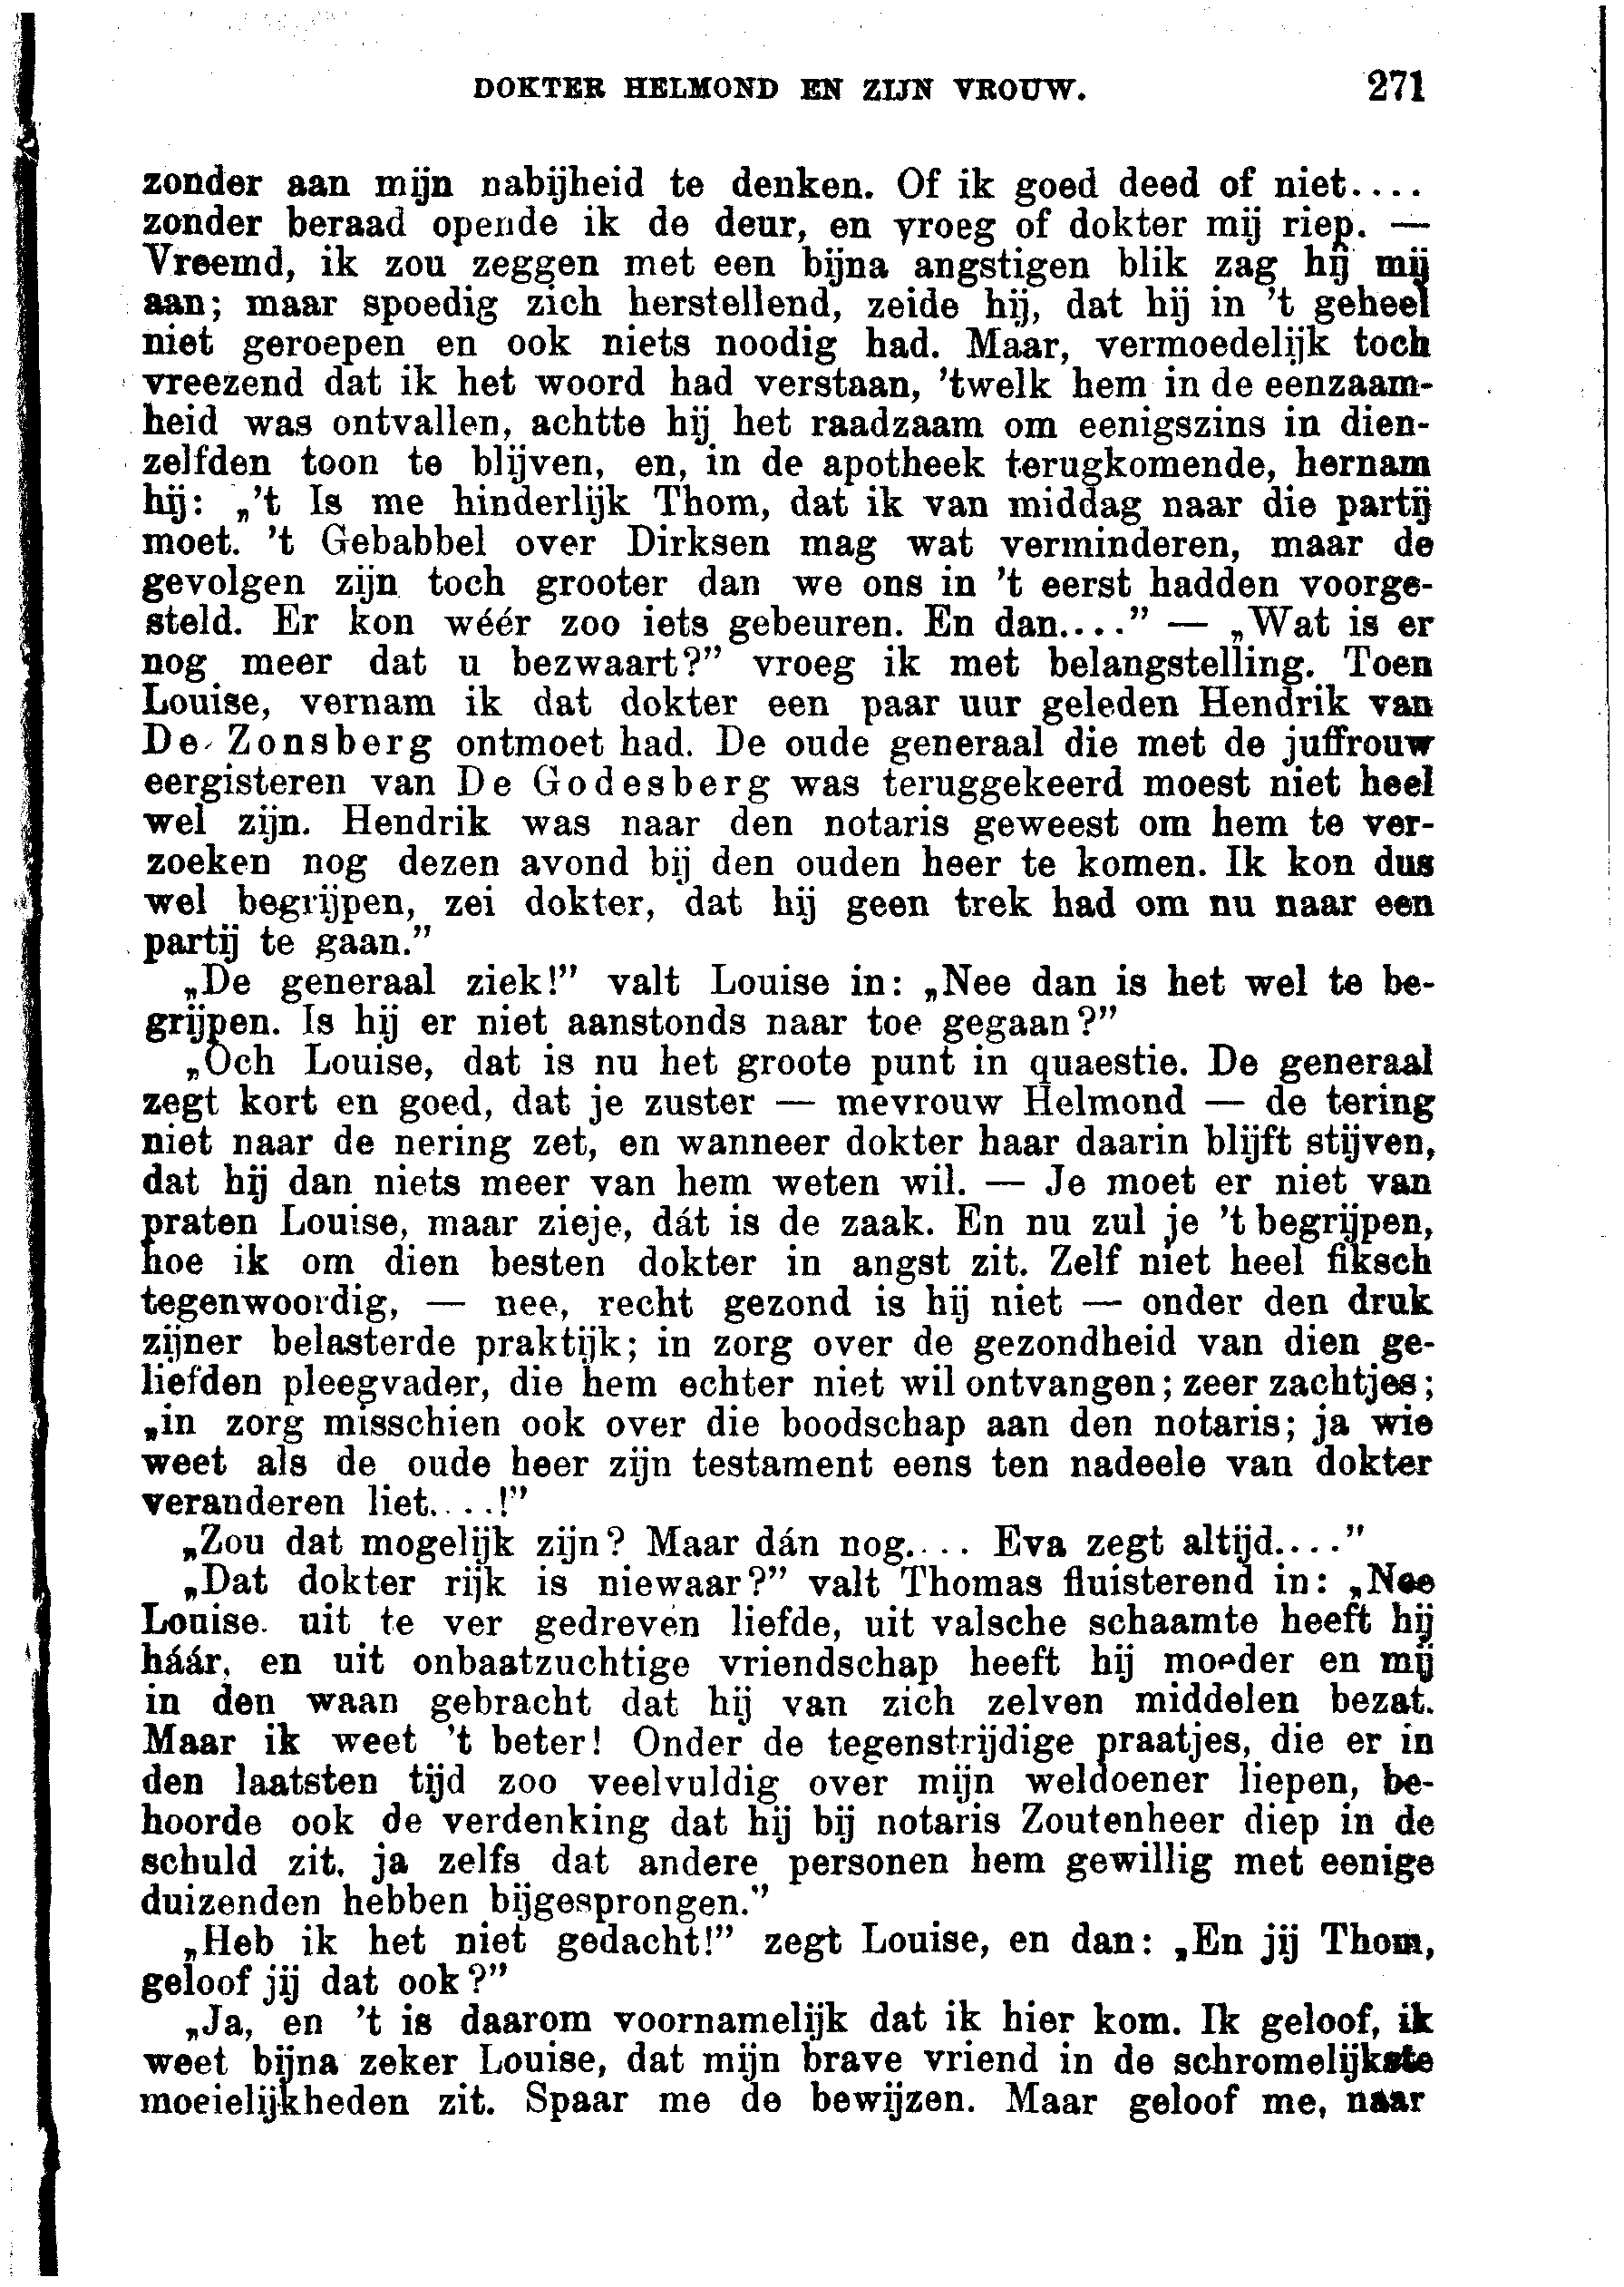 DOKTER HELMOND EN ZIJN VROUW. 271
zonder aan mijn nabijheid te denken. Of ik goed deed of niet....
zonder beraad opende ik de deur, en vroeg of dokter mij riep. —
Vreemd, ik zou zeggen met een bijna angstigen blik zag hij mij
aan; maar spoedig zich herstellend, zeide hij, dat hij in 't geheel
niet geroepen en ook niets noodig had. Maar, vermoedelijk toch
vreezend dat ik het woord had verstaan, 'twelk hem in de eenzaam-
heid was ontvallen, achtte hij het raadzaam om eenigszins in dien-
zelfden toon te blijven, en, in de apotheek terugkomende, hernam
hij: „'t Is me hinderlijk Thom, dat ik van middag naar die partij
moet. 't Gebabbel over Dirksen mag wat verminderen, maar de
gevolgen zijn toch grooter dan we ons in 't eerst hadden voorge-
steld. Er kon wéér zoo iets gebeuren. En dan...." — „Wat is er
nog meer dat u bezwaart?" vroeg ik met belangstelling. Toen
Louise, vernam ik dat dokter een paar uur geleden Hendrik van
De Zonsberg ontmoet had. De oude generaal die met de juffrouw
eergisteren van De Godesberg was teruggekeerd moest niet heel
wel zijn. Hendrik was naar den notaris geweest om hem te ver-
zoeken nog dezen avond bij den ouden heer te komen. Ik kon dus
wel begrijpen, zei dokter, dat hij geen trek had om nu naar een
partij te gaan."
„De generaal ziek!" valt Louise in: „Nee dan is het wel te be-
grijpen. Is hij er niet aanstonds naar toe gegaan?"
„Och Louise, dat is nu het groote punt in quaestie. De generaal
zegt kort en goed, dat je zuster — mevrouw Helmond — de tering
niet naar de nering zet, en wanneer dokter haar daarin blijft stijven,
dat hij dan niets meer van hem weten wil. — Je moet er niet van
praten Louise, maar zieje, dát is de zaak. En nu zul je 't begrijpen,
hoe ik om dien besten dokter in angst zit. Zelf niet heel fiksch
tegenwoordig, — nee, recht gezond is hij niet — onder den druk
zijner belasterde praktijk; in zorg over de gezondheid van dien ge-
liefden pleegvader, die hem echter niet wil ontvangen; zeer zachtjes;
„in zorg misschien ook over die boodschap aan den notaris; ja wie
weet als de oude heer zijn testament eens ten nadeele van dokter
veranderen liet....!"
„Zou dat mogelijk zijn? Maar dán nog.... Eva zegt altijd...."
„Dat dokter rijk is niewaar?" valt Thomas fluisterend in: „Nee
Louise. uit te ver gedreven liefde, uit valsche schaamte heeft hij
háár, en uit onbaatzuchtige vriendschap heeft hij moeder en mij
in den waan gebracht dat hij van zich zelven middelen bezat.
Maar ik weet 't beter! Onder de tegenstrijdige praatjes, die er in
den laatsten tijd zoo veelvuldig over mijn weldoener liepen, be-
hoorde ook de verdenking dat hij bij notaris Zoutenheer diep in de
schuld zit, ja zelfs dat andere personen hem gewillig met eenige
duizenden hebben bijgesprongen."
„Heb ik het niet gedacht!" zegt Louise, en dan: „En jij Thom,
geloof jij dat ook?"
„Ja, en 't is daarom voornamelijk dat ik hier kom. Ik geloof, ik
weet bijna zeker Louise, dat mijn brave vriend in de schromelijkste
moeielijkheden zit. Spaar me de bewijzen. Maar geloof me, naar